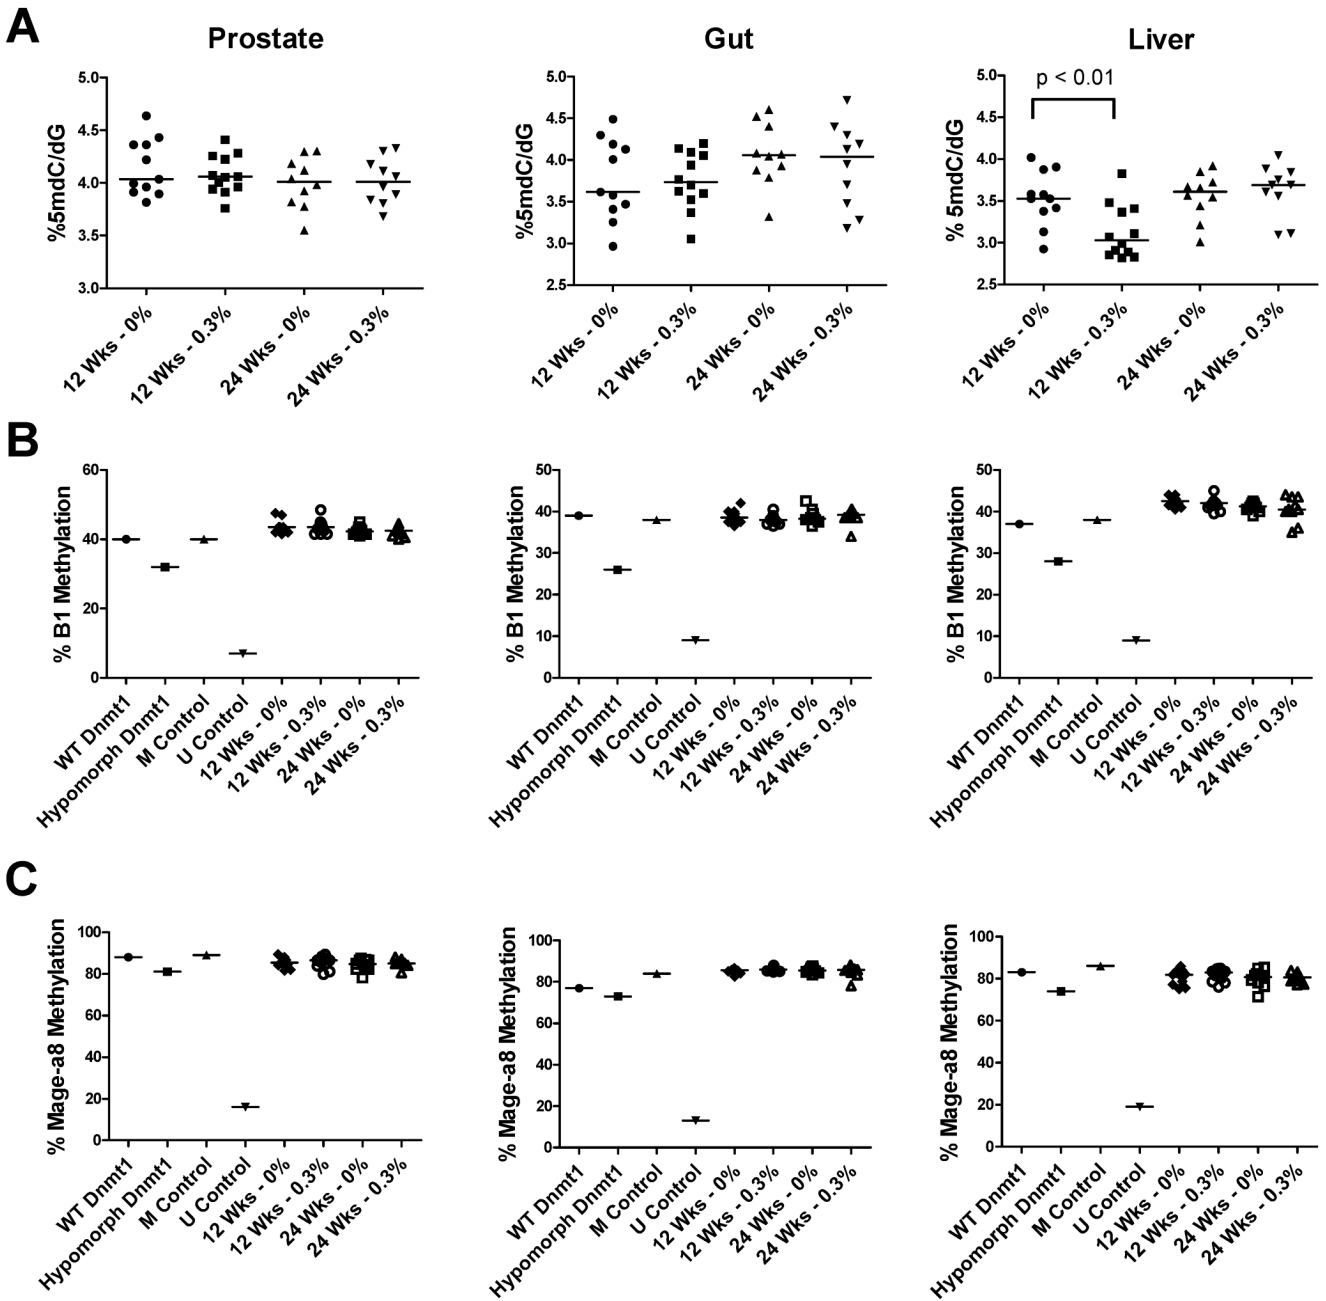 A
Prostate
Gut
Liver
%5mdC/dG
5.0
4.5
4.0
3.5
3.0
12 Wks - 0%
12 Wks - 0.3%
24 Wks - 0%
24 Wks - 0.3%
%5mdC/dG
5.0
4.5
4.0
3.5
3.0
2.5
12 Wks - 0%
12 Wks - 0.3%
24 Wks - 0%
24 Wks - 0.3%
% 5mdC/dG
5.0
4.5
4.0
3.5
3.0
2.5
p < 0.01
12 Wks - 0%
12 Wks - 0.3%
24 Wks - 0%
24 Wks - 0.3%
B
% B1 Methylation
60
40
20
0
WT Dnmt1
Hypomorph Dnmt1
M Control
U Control
12 Wks - 0%
12 Wks - 0.3%
24 Wks - 0%
24 Wks - 0.3%
% B1 Methylation
50
40
30
20
10
0
WT Dnmt1
Hypomorph Dnmt1
M Control
U Control
12 Wks - 0%
12 Wks - 0.3%
24 Wks - 0%
24 Wks - 0.3%
% B1 Methylation
50
40
30
20
10
0
WT Dnmt1
Hypomorph Dnmt1
M Control
U Control
12 Wks - 0%
12 Wks - 0.3%
24 Wks - 0%
24 Wks - 0.3%
C
% Mage-a8 Methylation
100
80
60
40
20
0
WT Dnmt1
Hypomorph Dnmt1
M Control
U Control
12 Wks - 0%
12 Wks - 0.3%
24 Wks - 0%
24 Wks - 0.3%
% Mage-a8 Methylation
100
80
60
40
20
0
WT Dnmt1
Hypomorph Dnmt1
M Control
U Control
12 Wks - 0%
12 Wks - 0.3%
24 Wks - 0%
24 Wks - 0.3%
% Mage-a8 Methylation
100
80
60
40
20
0
WT Dnmt1
Hypomorph Dnmt1
M Control
U Control
12 Wks - 0%
12 Wks - 0.3%
24 Wks - 0%
24 Wks - 0.3%